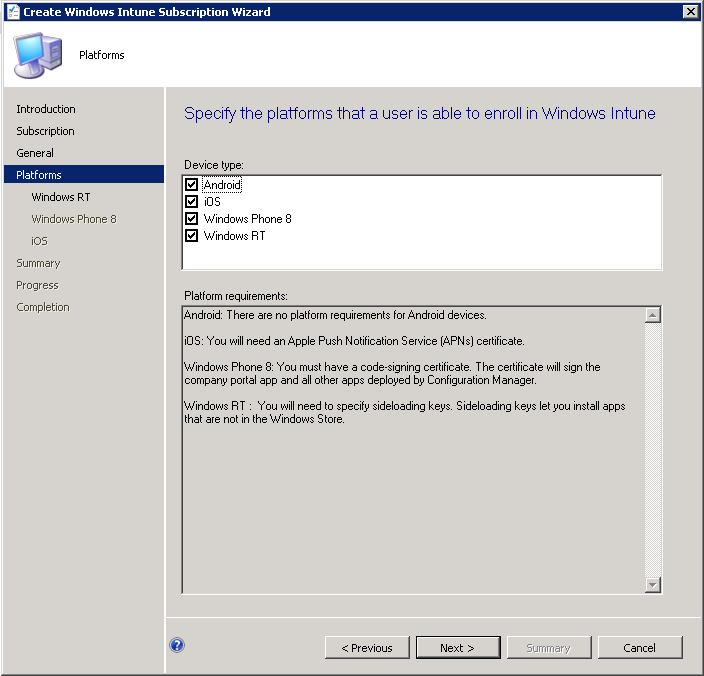 Create Windows Intune Subscription Wizard
Platforms
Introduction
Subscription
General
Platforms
Windows RT
Windows Phone 8
iOS
Summary
Progress
Completion
Specify the platforms that a user is able to enroll in Windows Intune
Device type:
Android
iOS
Windows Phone 8
Windows RT
Platform requirements:
Android: There are no platform requirements for Android devices.
iOS: You will need an Apple Push Notification Service (APNs) certificate.
Windows Phone 8: You must have a code-signing certificate. The certificate will sign the
company portal app and all other apps deployed by Configuration Manager.
Windows RT :  You will need to specify sideloading keys. Sideloading keys let you install apps
that are not in the Windows Store.
?
< Previous
Next >
Summary
Cancel